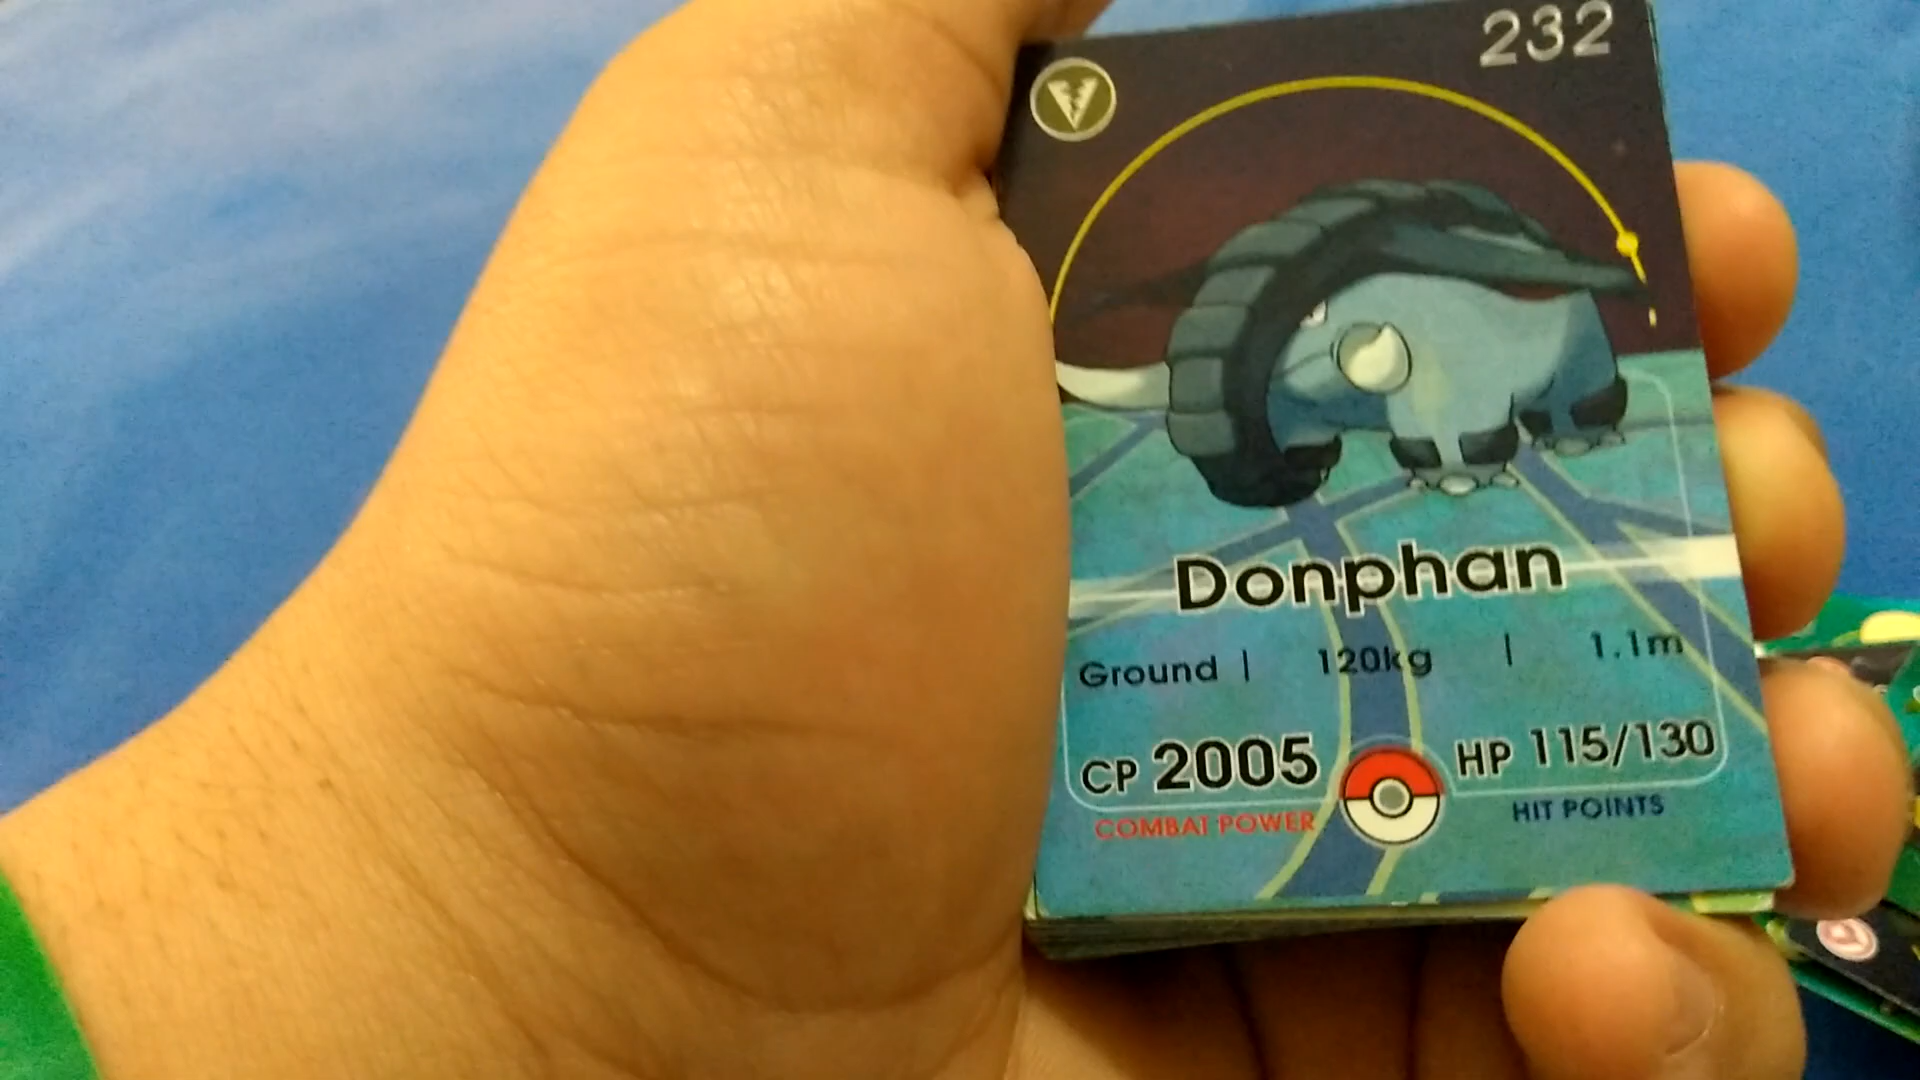 232
Donphan
Ground | 120kg | 1.1m
CP 2005 HP 115/130
COMBAT POWER HIT POINTS